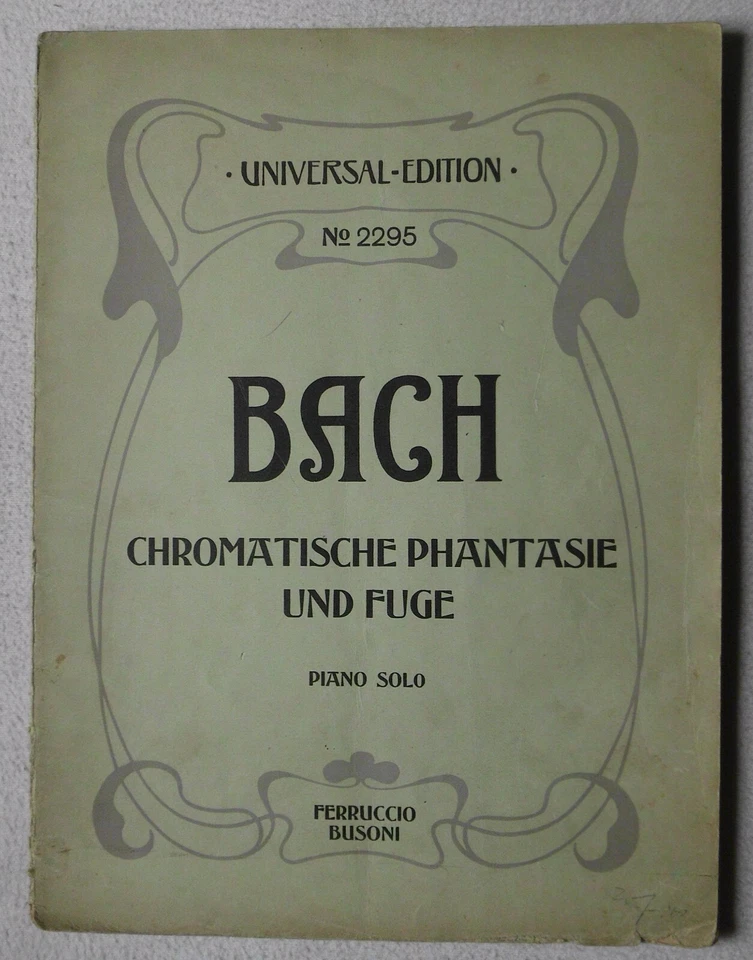 · UNIVERSAL-EDITION ·
No 2295
BACH
CHROMATISCHE PHANTASIE
UND FUGE
PIANO SOLO
FERRUCCIO
BUSONI